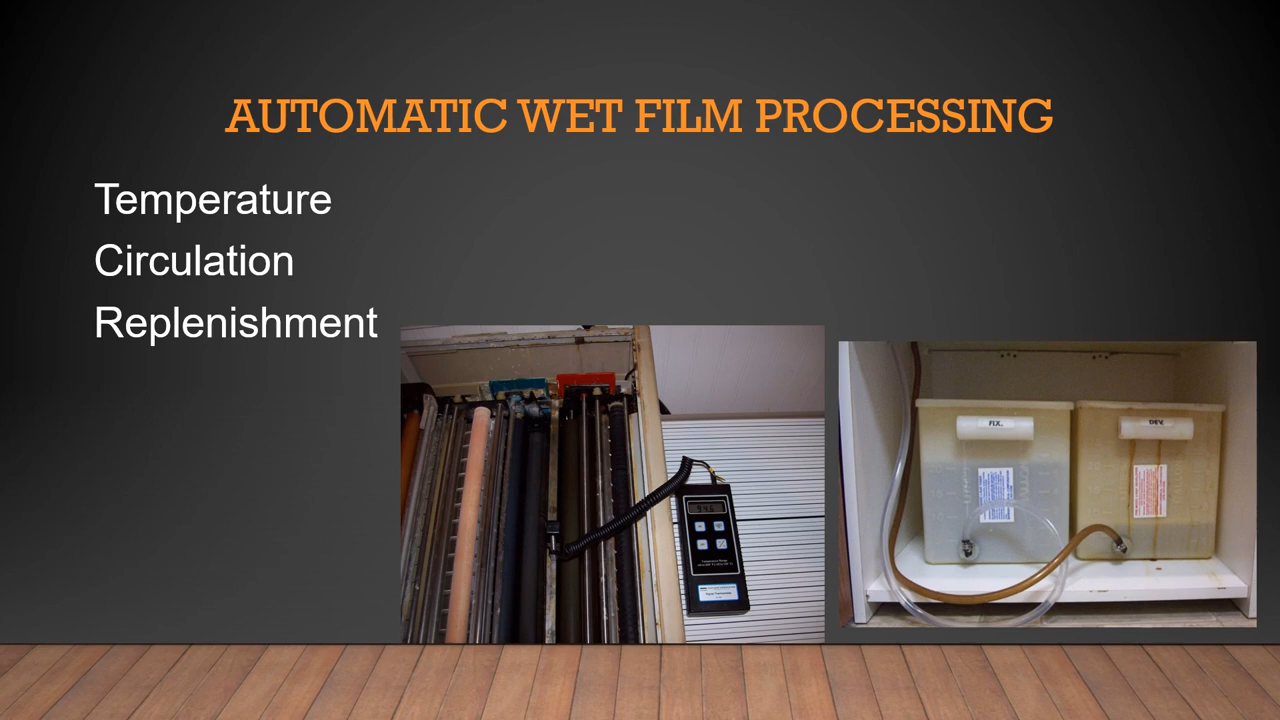 AUTOMATIC WET FILM PROCESSING
Temperature
Circulation
Replenishment
FIX.
DEV.